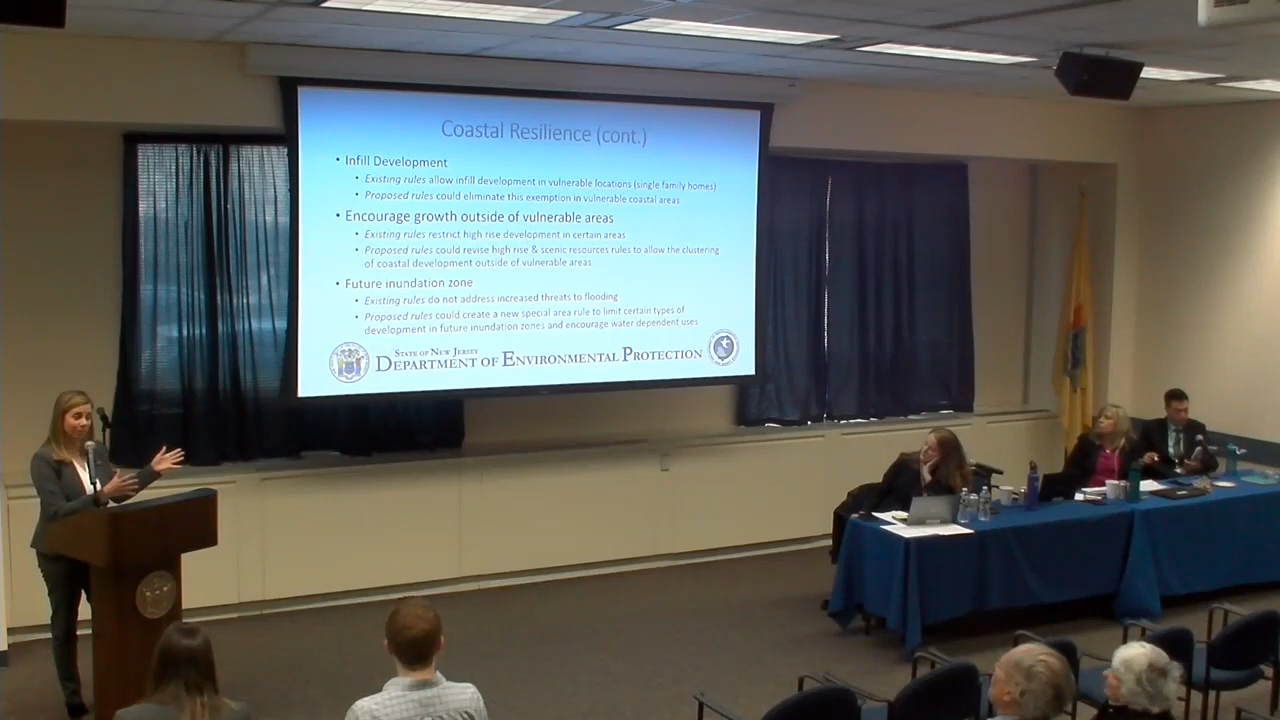 Coastal Resilience (cont.)
• Infill Development
• Existing rules allow infill development in vulnerable locations (single family homes)
• Proposed rules could eliminate this exemption in vulnerable coastal areas
• Encourage growth outside of vulnerable areas
• Existing rules restrict high rise development in certain areas
• Proposed rules could revise high rise & scenic resources rules to allow the clustering
of coastal development outside of vulnerable areas
• Future inundation zone
• Existing rules do not address increased threats to flooding
• Proposed rules could create a new special area rule to limit certain types of
development in future inundation zones and encourage water dependent uses
STATE OF NEW JERSEY
DEPARTMENT OF ENVIRONMENTAL PROTECTION